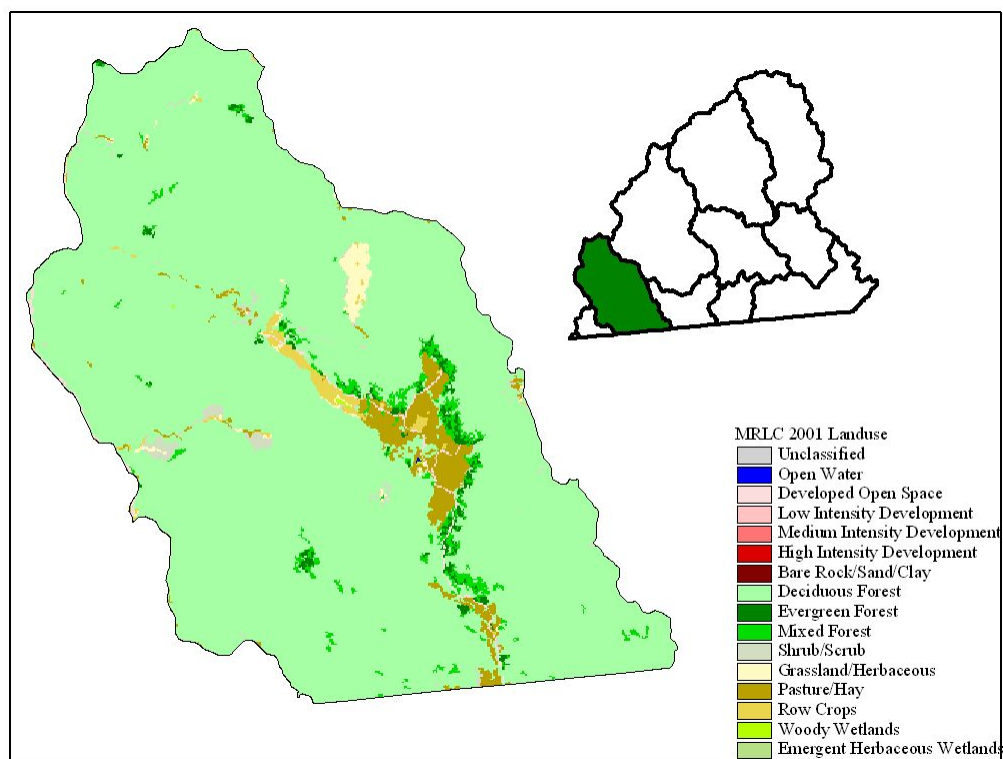 MRLC 2001 Landuse
Unclassified
Open Water
Developed Open Space
Low Intensity Development
Medium Intensity Development
High Intensity Development
Bare Rock/Sand/Clay
Deciduous Forest
Evergreen Forest
Mixed Forest
Shrub/Scrub
Grassland/Herbaceous
Pasture/Hay
Row Crops
Woody Wetlands
Emergent Herbaceous Wetlands